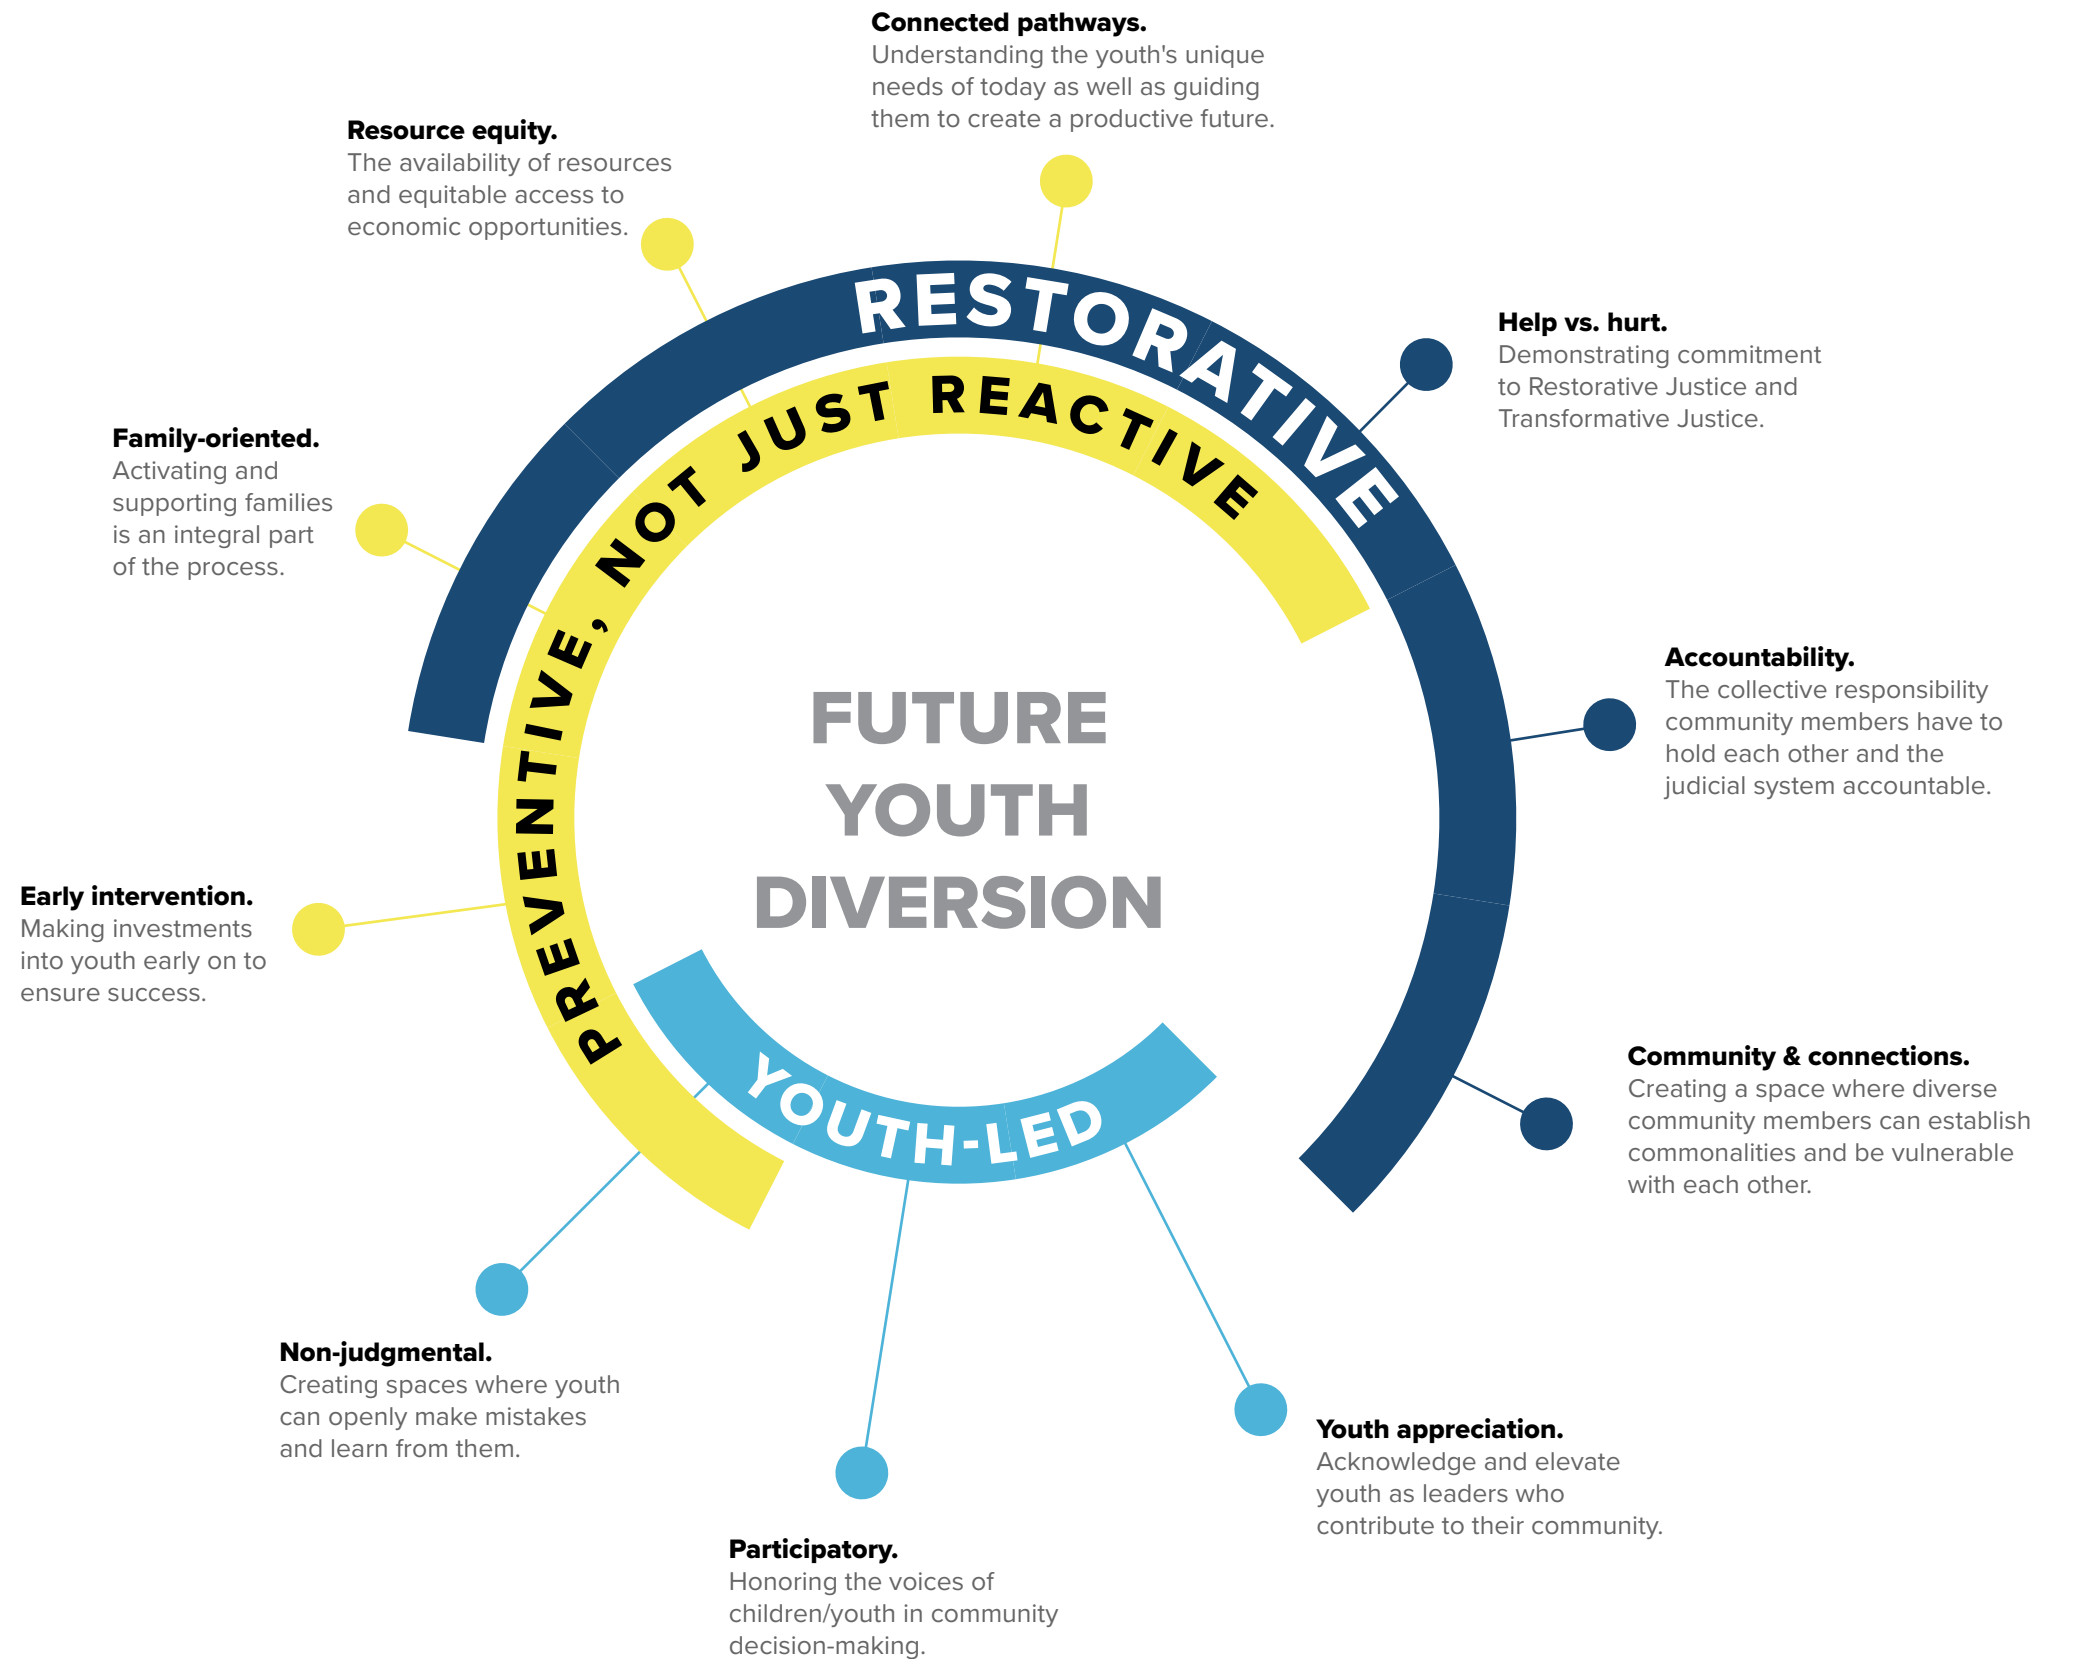 Connected pathways.
Understanding the youth's unique
needs of today as well as guiding
them to create a productive future.
Resource equity.
The availability of resources
and equitable access to
economic opportunities.
Help vs. hurt.
Demonstrating commitment
to Restorative Justice and
Transformative Justice.
Family-oriented.
Activating and
supporting families
is an integral part
of the process.
RESTORATIVE
PREVENTIVE, NOT JUST REACTIVE
FUTURE
YOUTH
DIVERSION
YOUTH-LED
Accountability.
The collective responsibility
community members have to
hold each other and the
judicial system accountable.
Early intervention.
Making investments
into youth early on to
ensure success.
Community & connections.
Creating a space where diverse
community members can establish
commonalities and be vulnerable
with each other.
Non-judgmental.
Creating spaces where youth
can openly make mistakes
and learn from them.
Youth appreciation.
Acknowledge and elevate
youth as leaders who
contribute to their community.
Participatory.
Honoring the voices of
children/youth in community
decision-making.